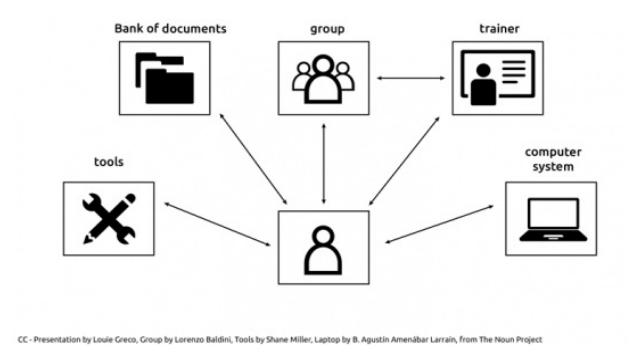 Bank of documents
group
trainer
tools
computer
system
CC - Presentation by Louie Greco, Group by Lorenzo Baldini, Tools by Shane Miller, Laptop by B. Agustín Amenábar Larraín, from The Noun Project